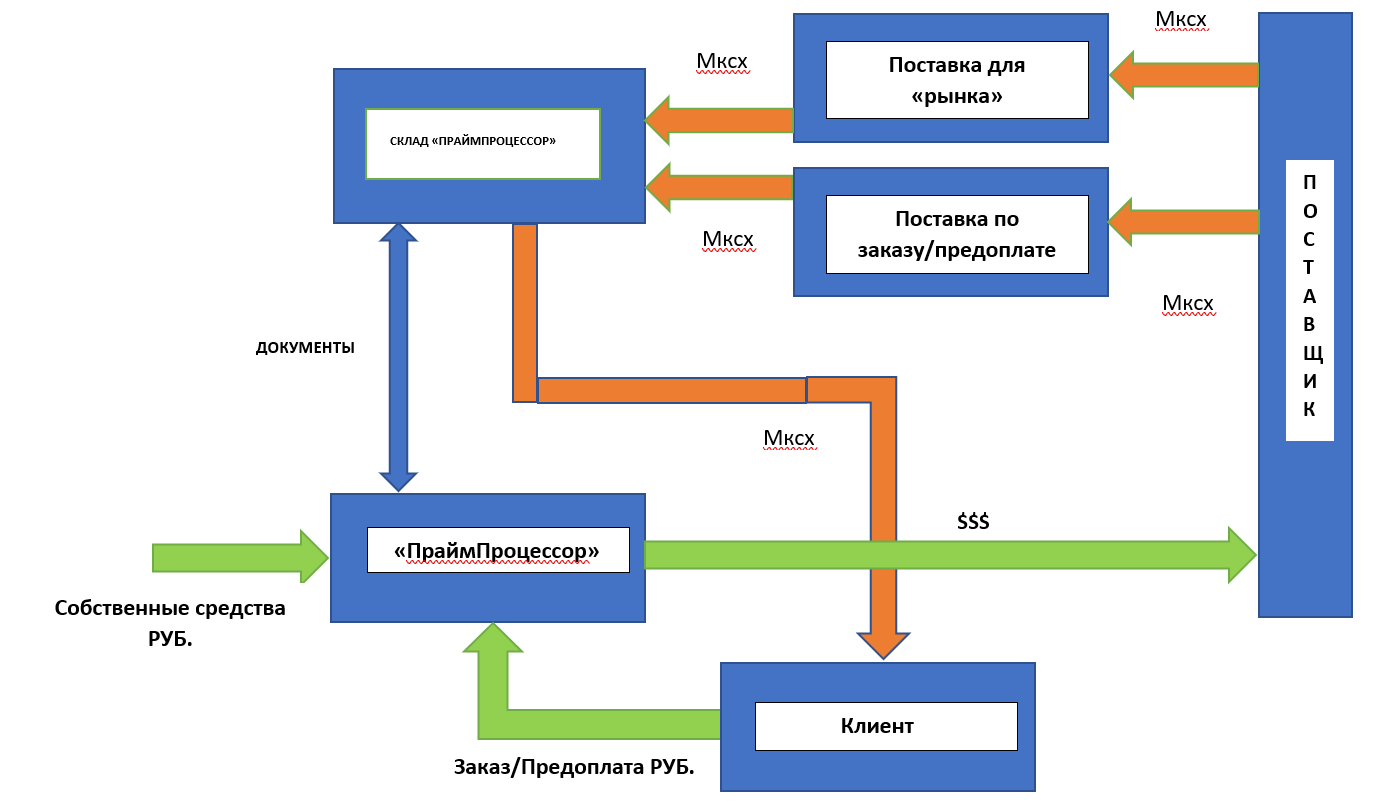 Мксх
Мксх
Поставка для
«рынка»
СКЛАД «ПРАЙМПРОЦЕССОР»
Мксх
Поставка по
заказу/предоплате
Мксх
П
О
С
Т
А
В
Щ
И
К
ДОКУМЕНТЫ
Мксх
$$$
«ПраймПроцессор»
Собственные средства
РУБ.
Клиент
Заказ/Предоплата РУБ.